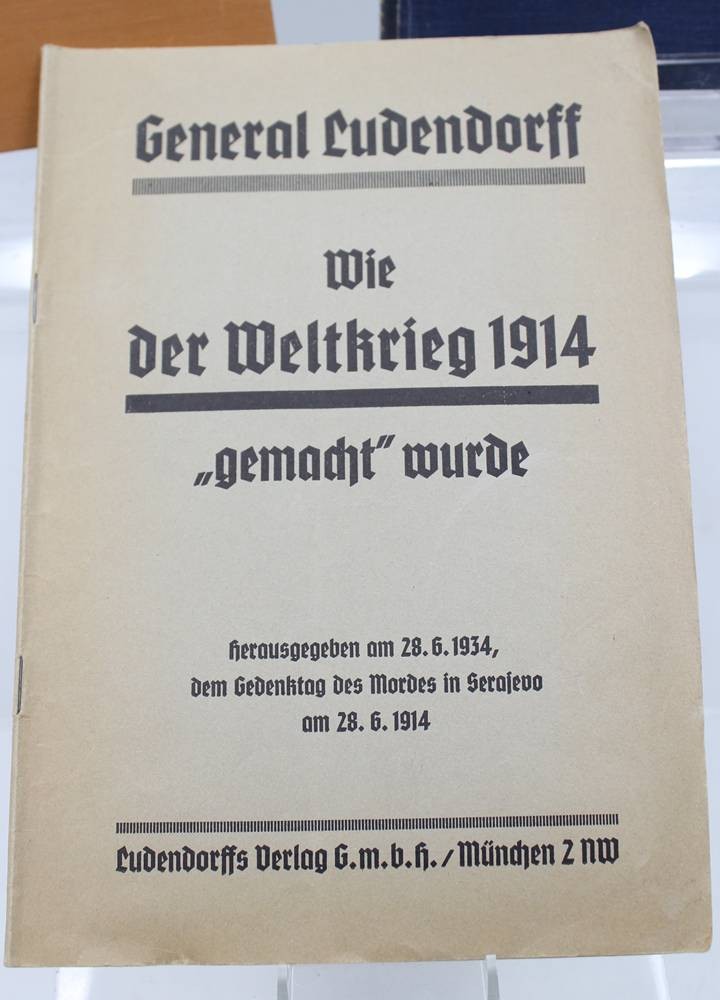 General Ludendorff
Wie
der Weltkrieg 1914
„gemacht“ wurde
Herausgegeben am 28. 6. 1934,
dem Gedenktag des Mordes in Serajevo
am 28. 6. 1914
Ludendorffs Verlag G. m. b. H. / München 2 NW